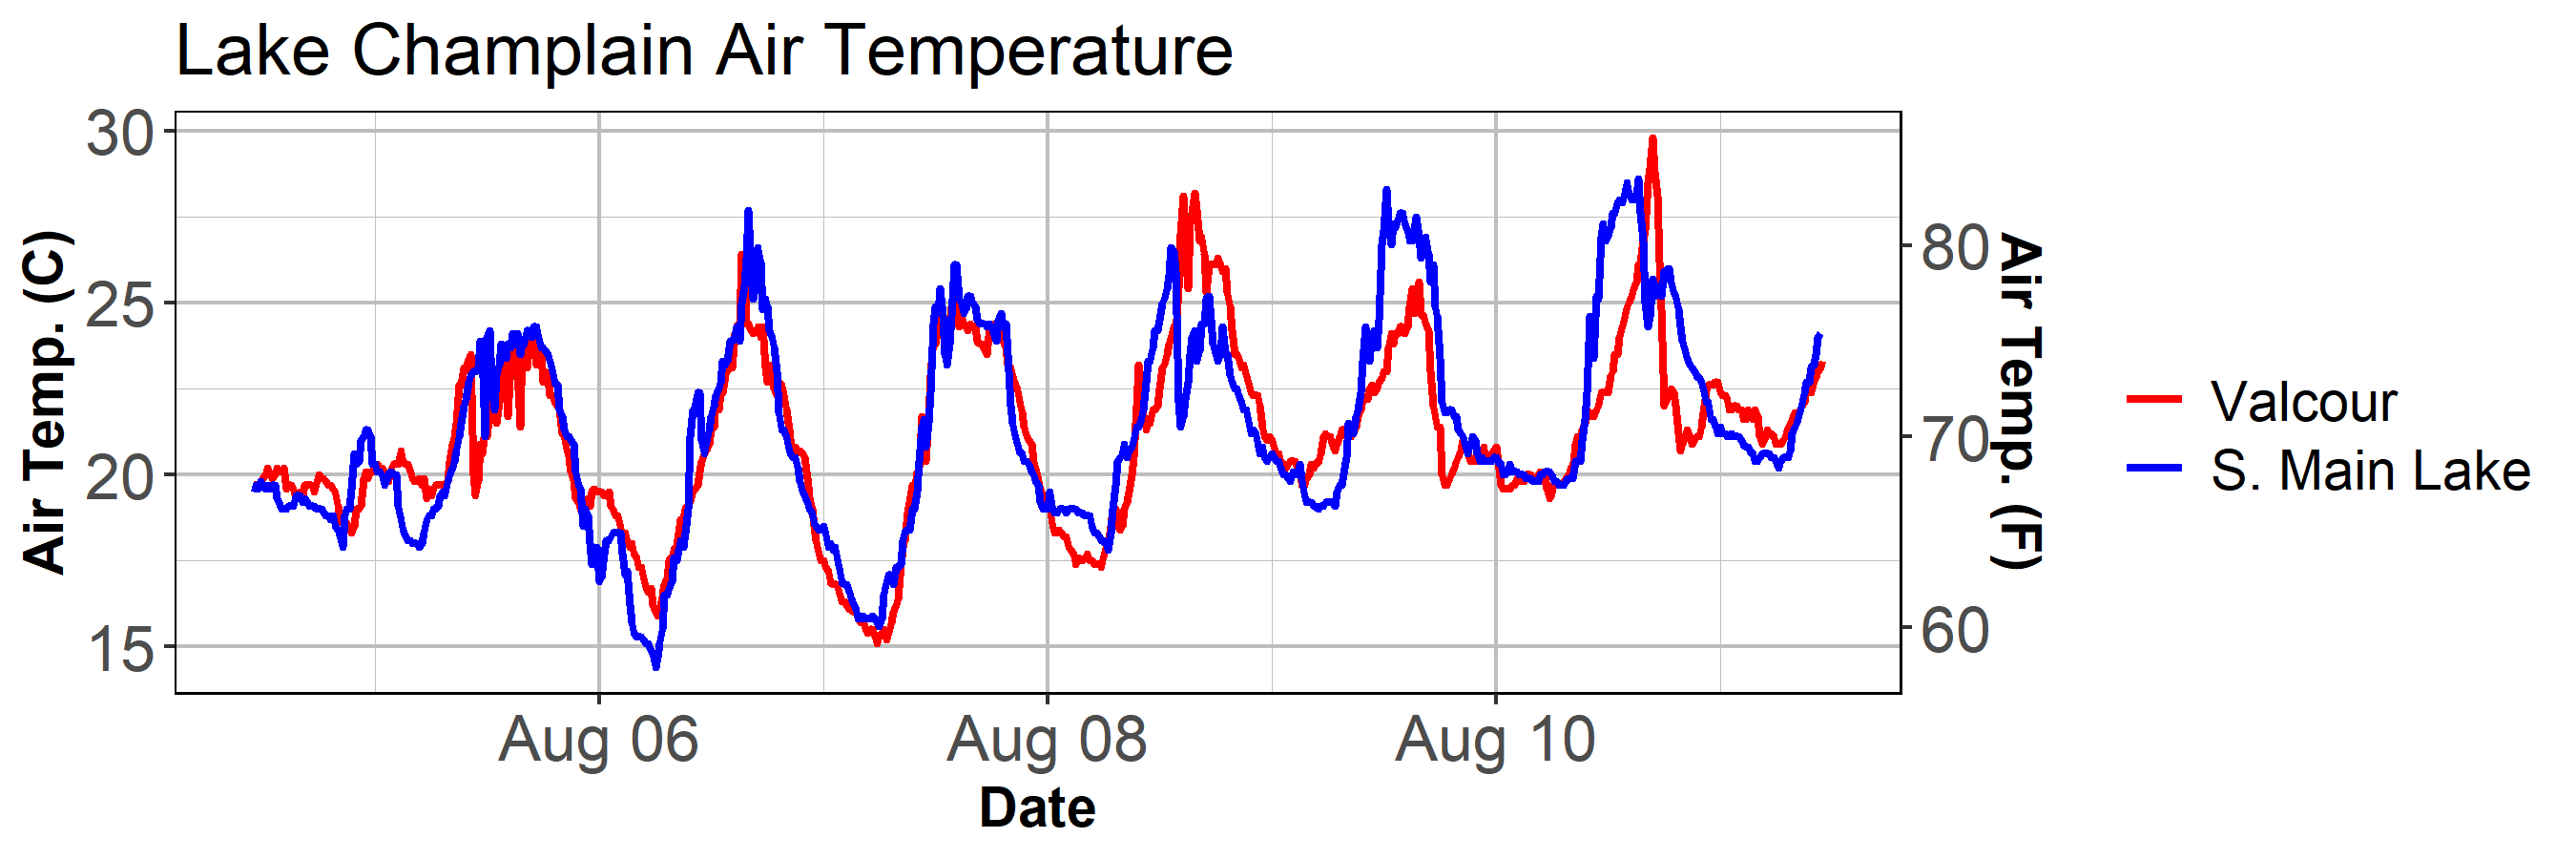 Lake Champlain Air Temperature
30
25
20
15
Air Temp. (C)
80
70
60
Air Temp. (F)
Aug 06
Aug 08
Aug 10
Date
Valcour
S. Main Lake